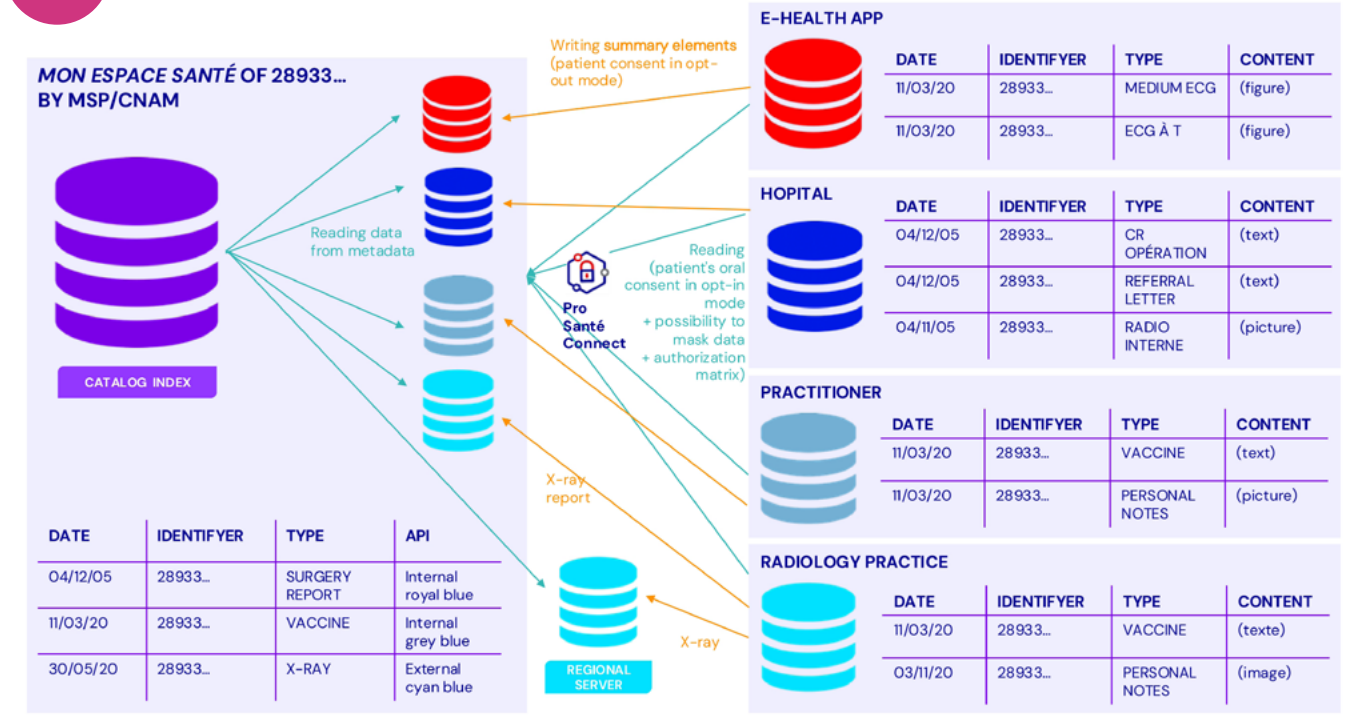 MON ESPACE SANTÉ OF 28933...
BY MSP/CNAM
CATALOG INDEX
Reading data
from metadata
DATE IDENTIFYER TYPE API
04/12/05 28933... SURGERY
REPORT Internal
royal blue
11/03/20 28933... VACCINE Internal
grey blue
30/05/20 28933... X-RAY External
cyan blue
Writing summary elements
(patient consent in opt-
out mode)
Pro
Santé
Connect
Reading
(patient's oral
consent in opt-in
mode
+ possibility to
mask data
+ authorization
matrix)
X-ray
report
X-ray
REGIONAL
SERVER
E-HEALTH APP
DATE IDENTIFYER TYPE CONTENT
11/03/20 28933... MEDIUM ECG (figure)
11/03/20 28933... ECG À T (figure)
HOPITAL
DATE IDENTIFYER TYPE CONTENT
04/12/05 28933... CR
OPÉRATION (text)
04/12/05 28933... REFERRAL
LETTER (text)
04/11/05 28933... RADIO
INTERNE (picture)
PRACTITIONER
DATE IDENTIFYER TYPE CONTENT
11/03/20 28933... VACCINE (text)
11/03/20 28933... PERSONAL
NOTES (picture)
RADIOLOGY PRACTICE
DATE IDENTIFYER TYPE CONTENT
11/03/20 28933... VACCINE (texte)
03/11/20 28933... PERSONAL
NOTES (image)